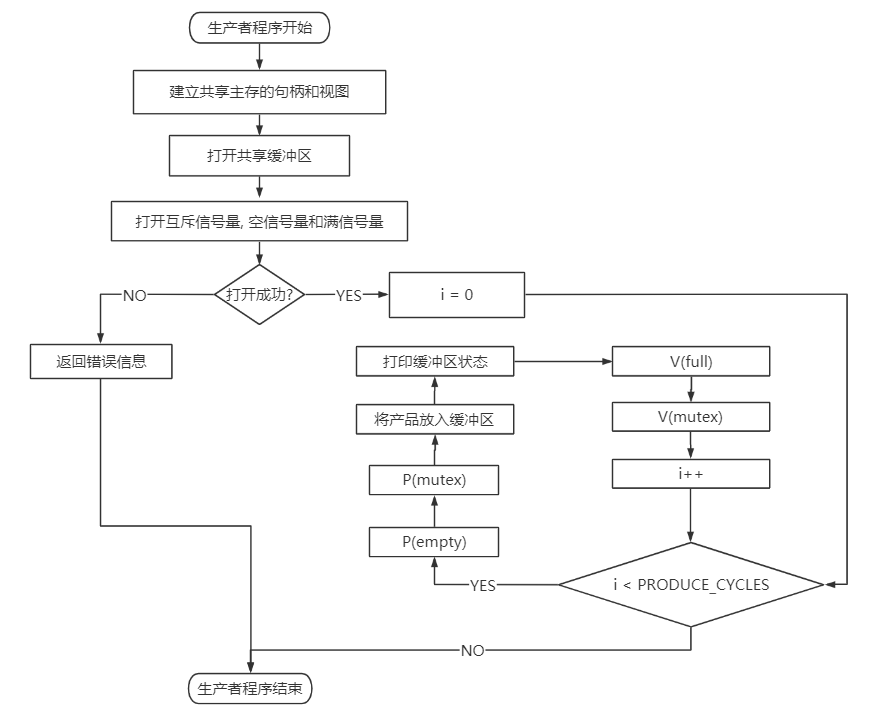 生产者程序开始
建立共享主存的句柄和视图
打开共享缓冲区
打开互斥信号量, 空信号量和满信号量
打开成功?
NO
YES
i = 0
返回错误信息
打印缓冲区状态
V(full)
将产品放入缓冲区
V(mutex)
P(mutex)
i++
P(empty)
YES
i < PRODUCE_CYCLES
NO
生产者程序结束